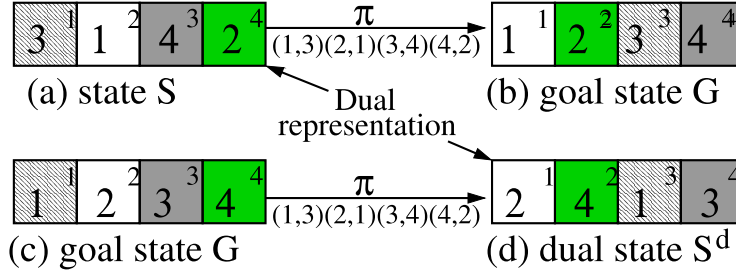 3 1 1 2 4 3 2 4 π 1 1 2 2 3 3 4 4
(1,3)(2,1)(3,4)(4,2)
(a) state S (b) goal state G
Dual
representation
1 1 2 2 3 3 4 4 π 2 1 4 2 1 3 3 4
(1,3)(2,1)(3,4)(4,2)
(c) goal state G (d) dual state S^d